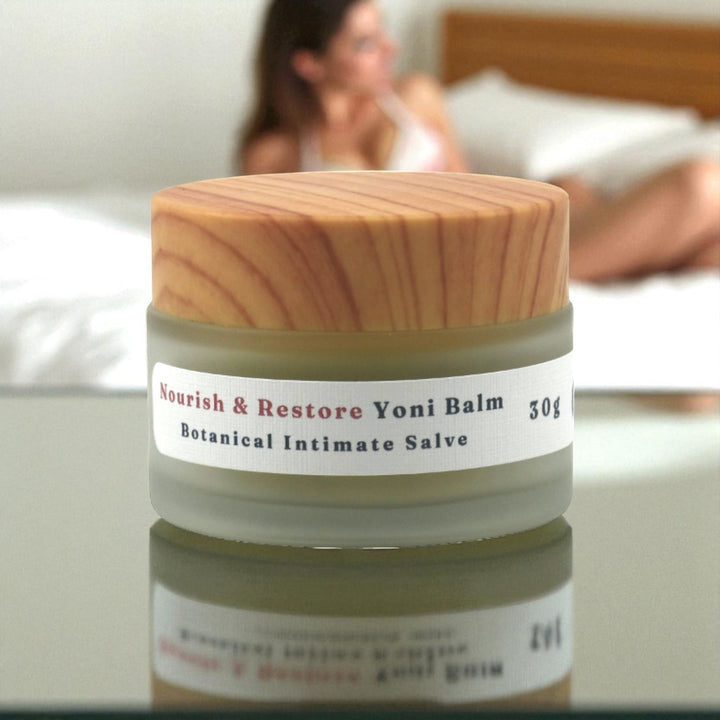 Nourish & Restore Yoni Balm 30g
Botanical Intimate Salve